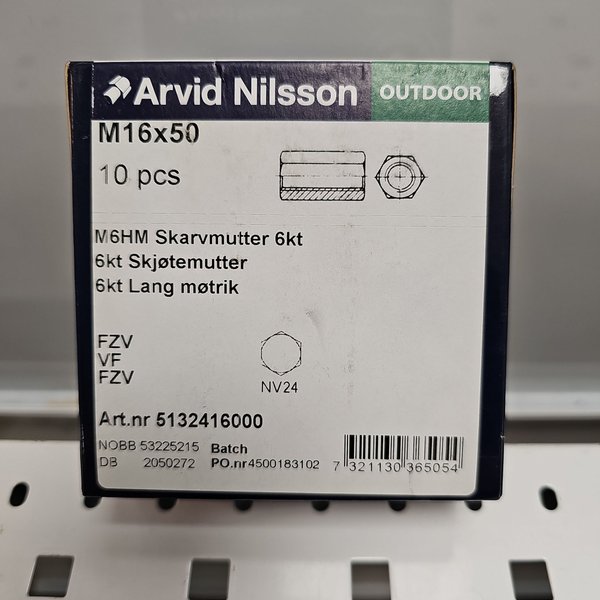 Arvid Nilsson OUTDOOR
M16x50
10 pcs
M6HM Skarvmutter 6kt
6kt Skjøtemutter
6kt Lang møtrik
FZV
VF
FZV
NV24
Art.nr 5132416000
NOBB 53225215 Batch
DB 2050272 PO.nr4500183102
7 321130 365054